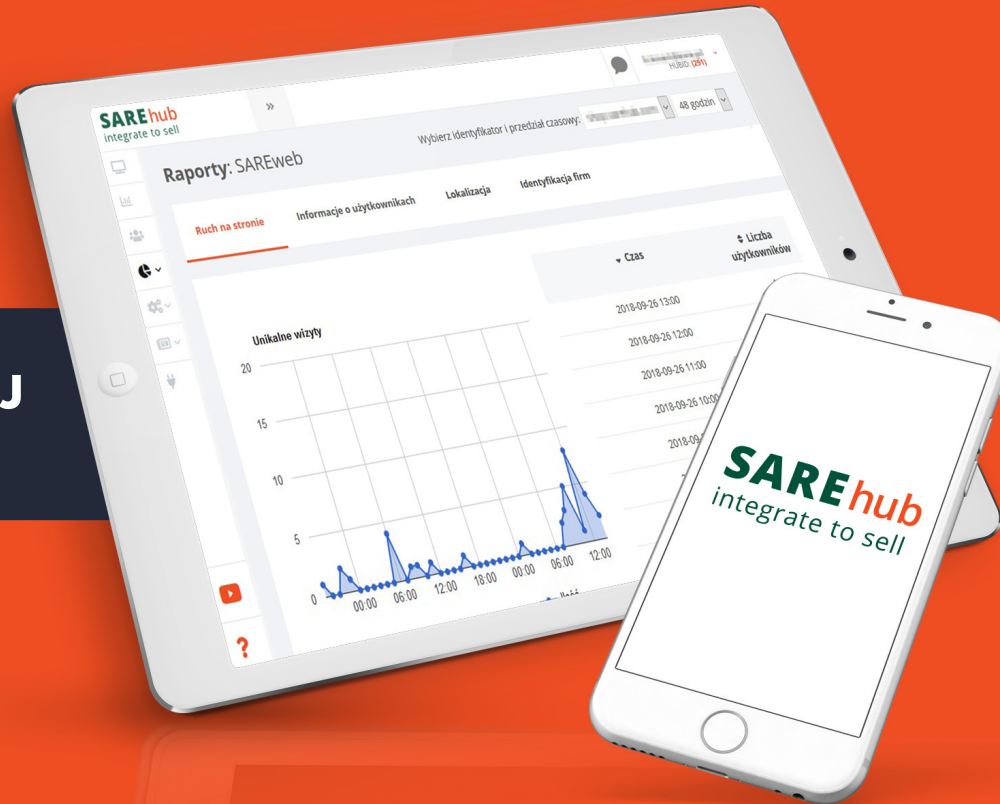 J
SAREhub
integrate to sell
»
HUBID: (291)
Raporty: SAREweb
Wybierz identyfikator i przedział czasowy:
48 godzin
Ruch na stronie
Informacje o użytkownikach
Lokalizacja
Identyfikacja firm
Czas
Liczba
użytkowników
2018-09-26 13:00
2018-09-26 12:00
2018-09-26 11:00
2018-09-26 10:00
2018-09-
Unikalne wizyty
20
15
10
5
0
00:00
06:00
12:00
18:00
00:00
06:00
12:00
?
SAREhub
integrate to sell